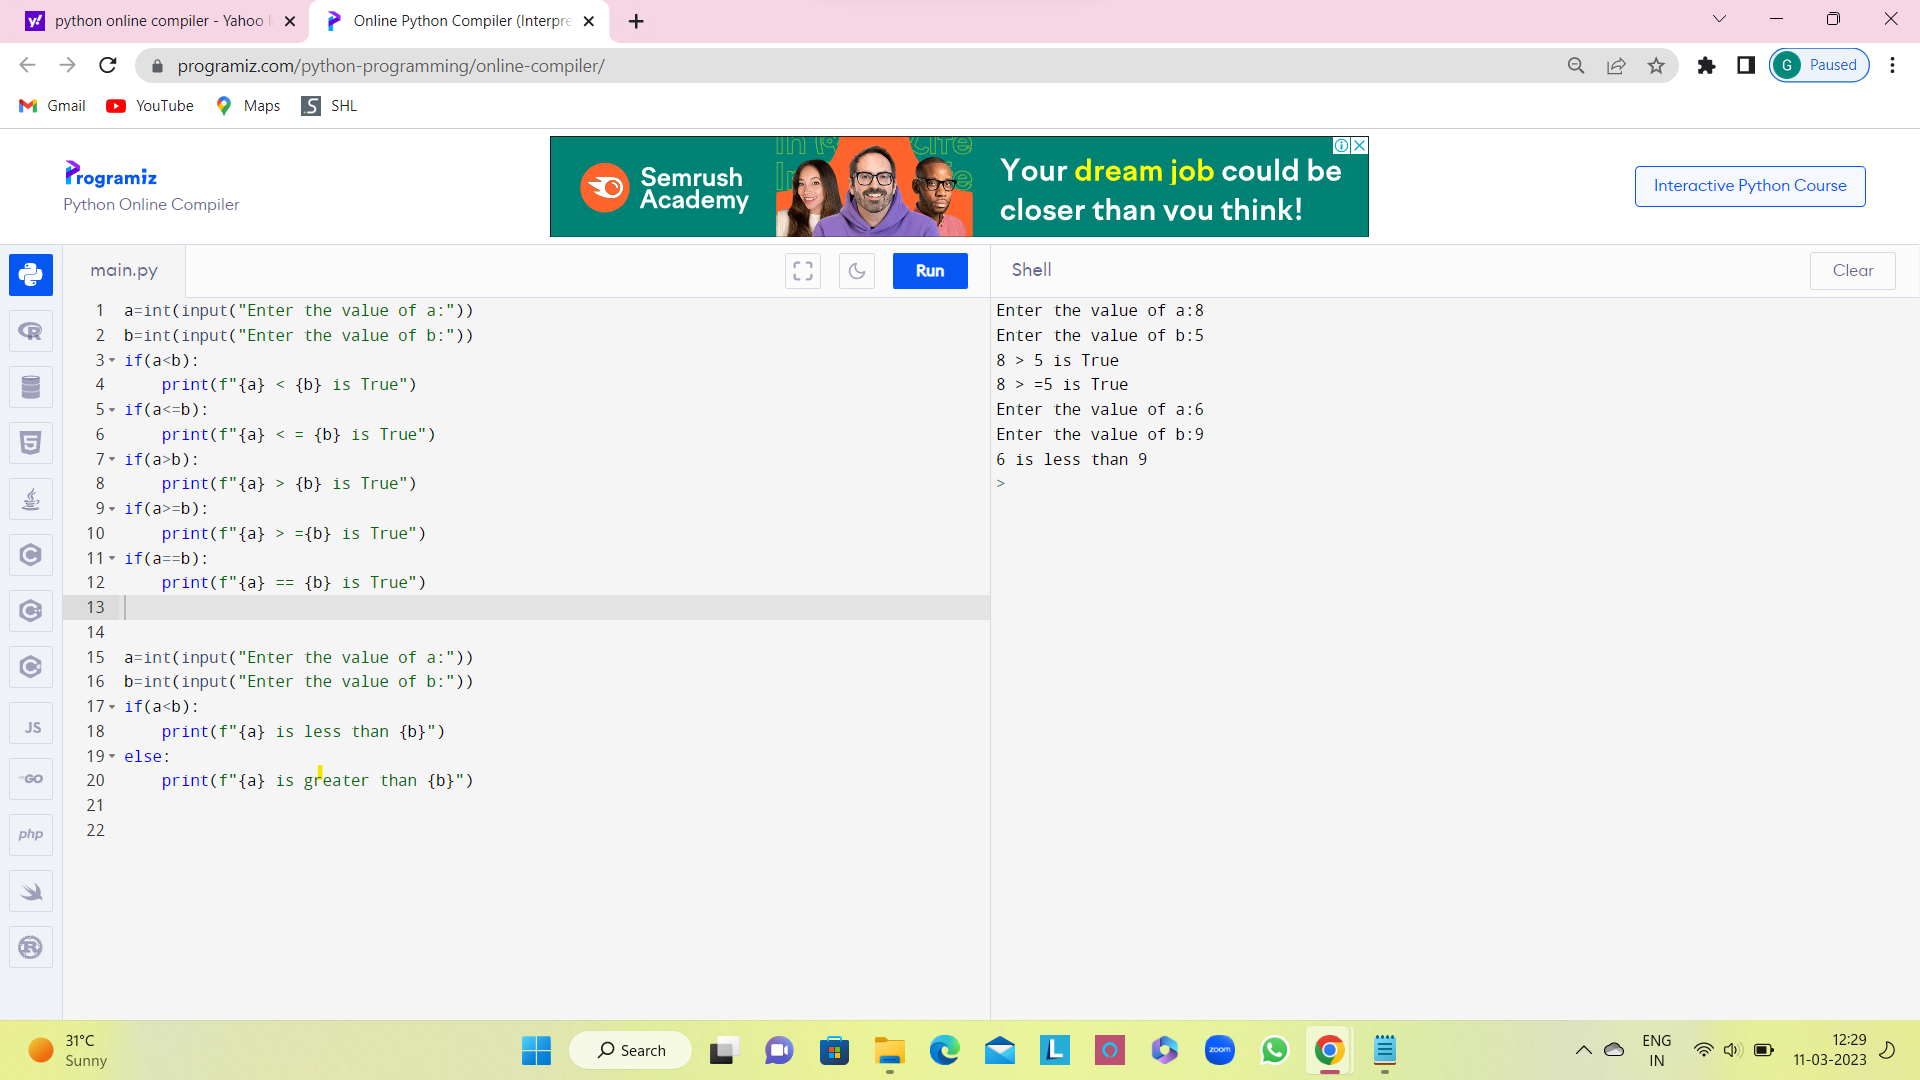 python online compiler - Yahoo I
Online Python Compiler (Interpre
programiz.com/python-programming/online-compiler/
G Paused
Gmail
YouTube
Maps
S SHL
Programiz
Python Online Compiler
Semrush
Academy
Your dream job could be
closer than you think!
Interactive Python Course
main.py
Run
Shell
Clear
1 a=int(input("Enter the value of a:"))
2 b=int(input("Enter the value of b:"))
3 if(a<b):
4 print(f"{a} < {b} is True")
5 if(a<=b):
6 print(f"{a} < = {b} is True")
7 if(a>b):
8 print(f"{a} > {b} is True")
9 if(a>=b):
10 print(f"{a} > ={b} is True")
11 if(a==b):
12 print(f"{a} == {b} is True")
13
14
15 a=int(input("Enter the value of a:"))
16 b=int(input("Enter the value of b:"))
17 if(a<b):
18 print(f"{a} is less than {b}")
19 else:
20 print(f"{a} is greater than {b}")
21
22
Enter the value of a:8
Enter the value of b:5
8 > 5 is True
8 > =5 is True
Enter the value of a:6
Enter the value of b:9
6 is less than 9
>
JS
GO
php
31°C
Sunny
Search
zoom
ENG
IN
12:29
11-03-2023